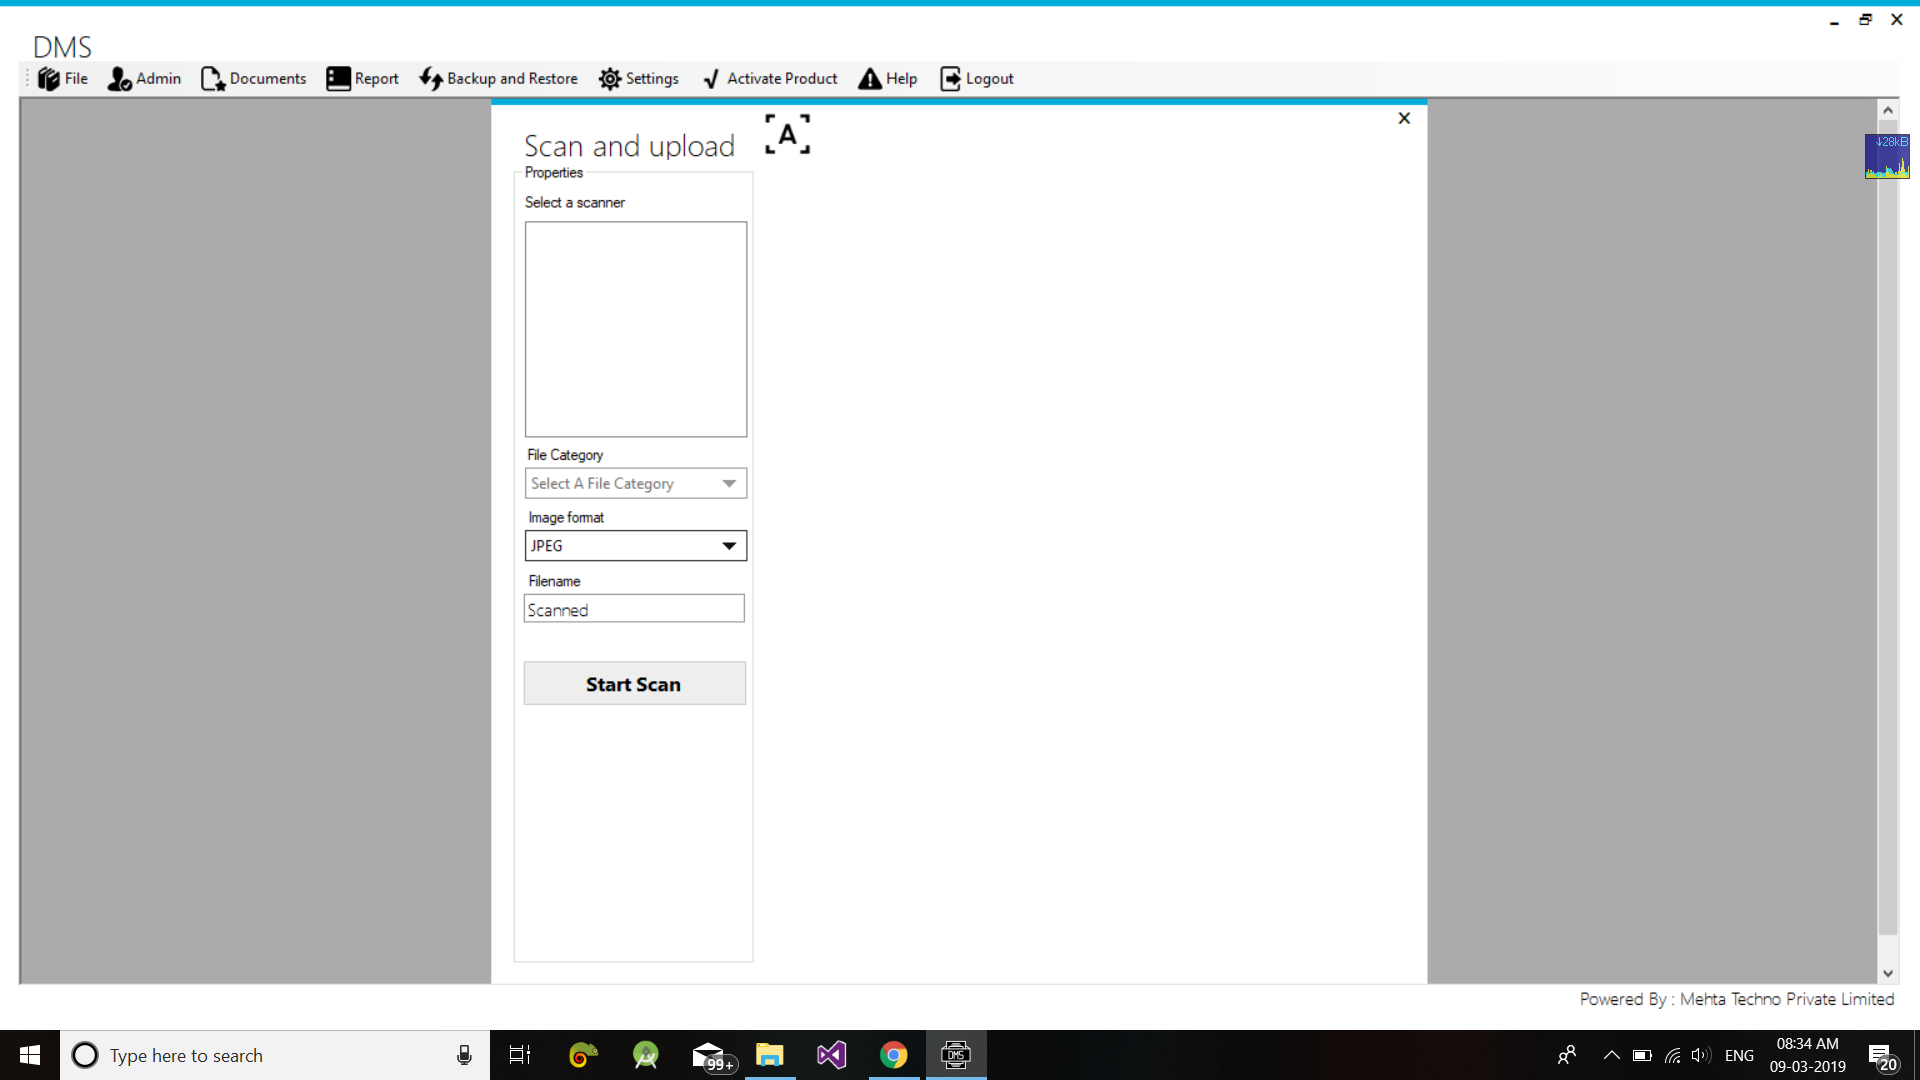 DMS
File Admin Documents Report Backup and Restore Settings Activate Product Help Logout
A
Scan and upload
↓28kB
Properties
Select a scanner
File Category
Select A File Category
Image format
JPEG
Filename
Scanned
Start Scan
Powered By : Mehta Techno Private Limited
Type here to search
99+
DMS
ENG
08:34 AM
09-03-2019
20